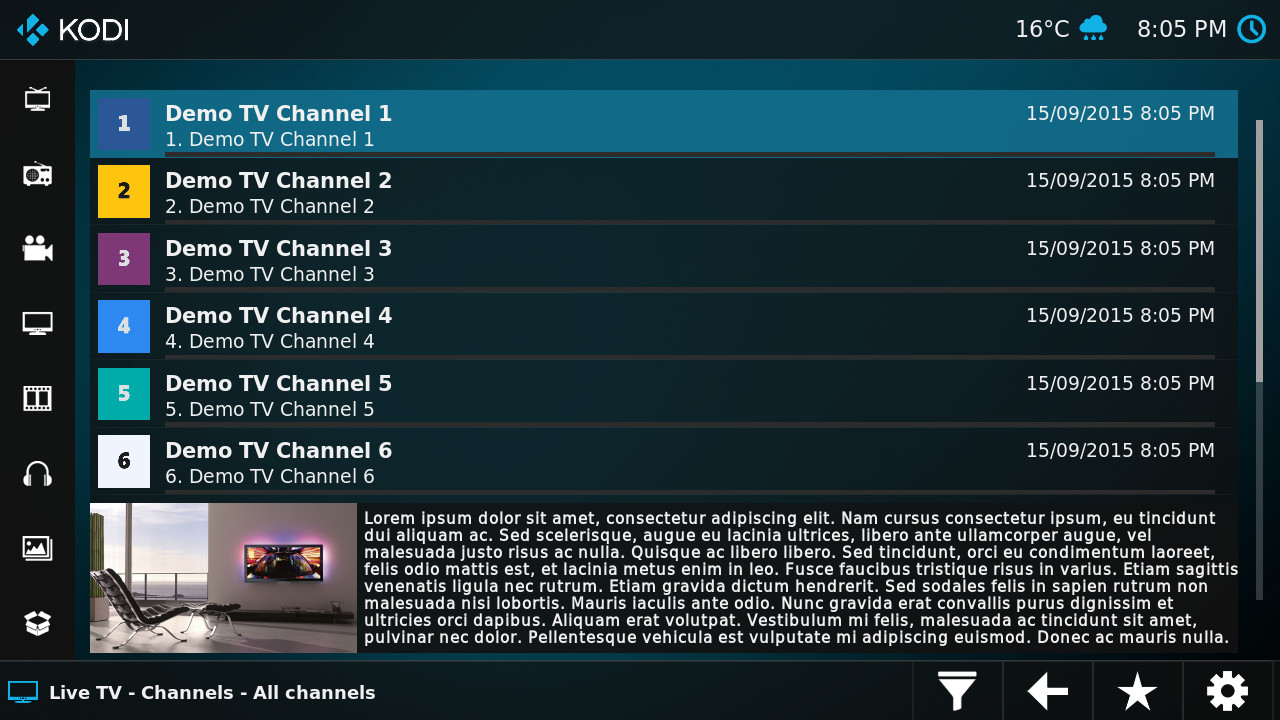 KODI
16°C
8:05 PM
1
Demo TV Channel 1
15/09/2015 8:05 PM
1. Demo TV Channel 1
2
Demo TV Channel 2
15/09/2015 8:05 PM
2. Demo TV Channel 2
3
Demo TV Channel 3
15/09/2015 8:05 PM
3. Demo TV Channel 3
4
Demo TV Channel 4
15/09/2015 8:05 PM
4. Demo TV Channel 4
5
Demo TV Channel 5
15/09/2015 8:05 PM
5. Demo TV Channel 5
6
Demo TV Channel 6
15/09/2015 8:05 PM
6. Demo TV Channel 6
Lorem ipsum dolor sit amet, consectetur adipiscing elit. Nam cursus consectetur ipsum, eu tincidunt
dui aliquam ac. Sed scelerisque, augue eu lacinia ultrices, libero ante ullamcorper augue, vel
malesuada justo risus ac nulla. Quisque ac libero libero. Sed tincidunt, orci eu condimentum laoreet,
felis odio mattis est, et lacinia metus enim in leo. Fusce faucibus tristique risus in varius. Etiam sagittis
venenatis ligula nec rutrum. Etiam gravida dictum hendrerit. Sed sodales felis in sapien rutrum non
malesuada nisi lobortis. Mauris iaculis ante odio. Nunc gravida erat convallis purus dignissim et
ultricies orci dapibus. Aliquam erat volutpat. Vestibulum mi felis, malesuada ac tincidunt sit amet,
pulvinar nec dolor. Pellentesque vehicula est vulputate mi adipiscing euismod. Donec ac mauris nulla.
Live TV - Channels - All channels